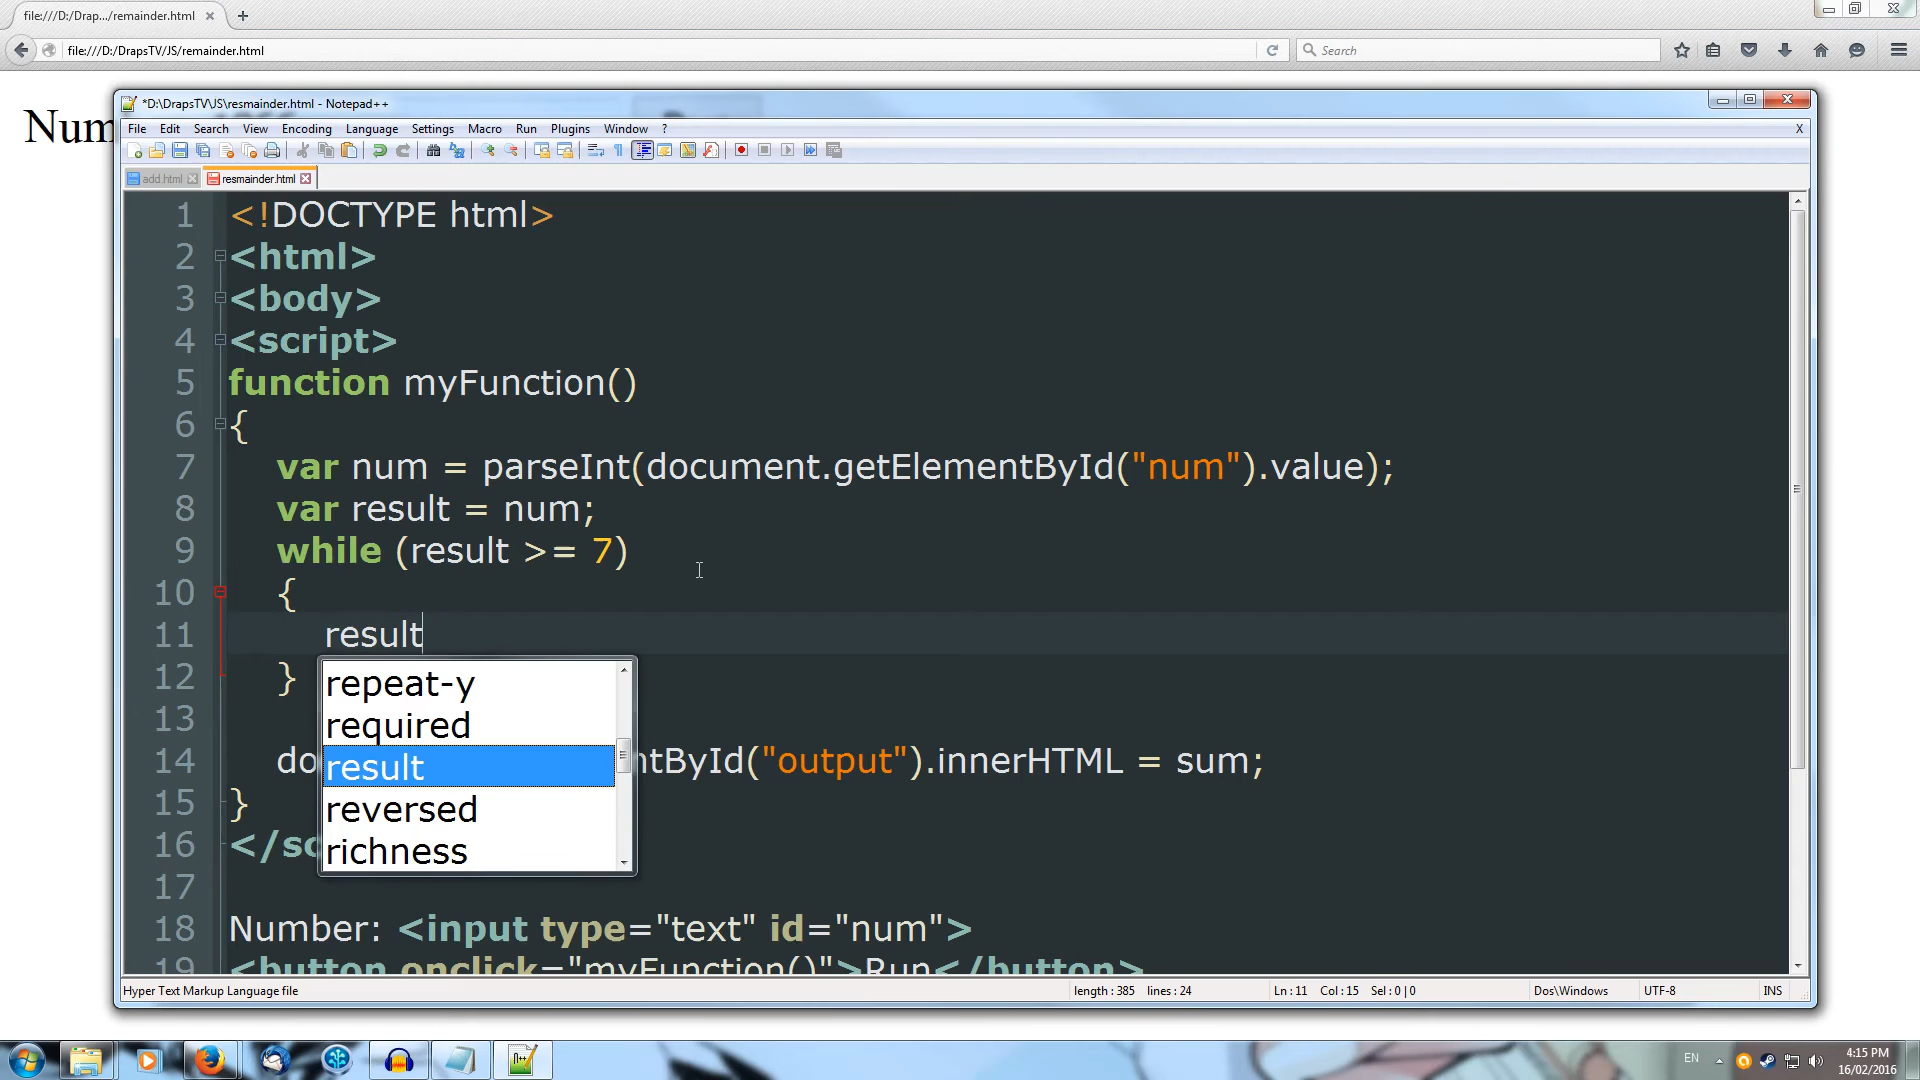 file:///D:/Drap.../remainder.html
file:///D:/DrapsTV/JS/remainder.html
Search
Num
*D:\DrapsTV\JS\resmainder.html - Notepad++
File Edit Search View Encoding Language Settings Macro Run Plugins Window ? X
add.html resmainder.html
1 <!DOCTYPE html>
2 <html>
3 <body>
4 <script>
5 function myFunction()
6 {
7 var num = parseInt(document.getElementById("num").value);
8 var result = num;
9 while (result >= 7)
10 {
11 result
12 }
repeat-y
13
required
14 do ntById("output").innerHTML = sum;
result
15 }
reversed
16 </sc
richness
17
18 Number: <input type="text" id="num">
19 <button onclick="myFunction()">Run</button>
Hyper Text Markup Language file length : 385 lines : 24 Ln : 11 Col : 15 Sel : 0 | 0 Dos\Windows UTF-8 INS
EN
4:15 PM
16/02/2016